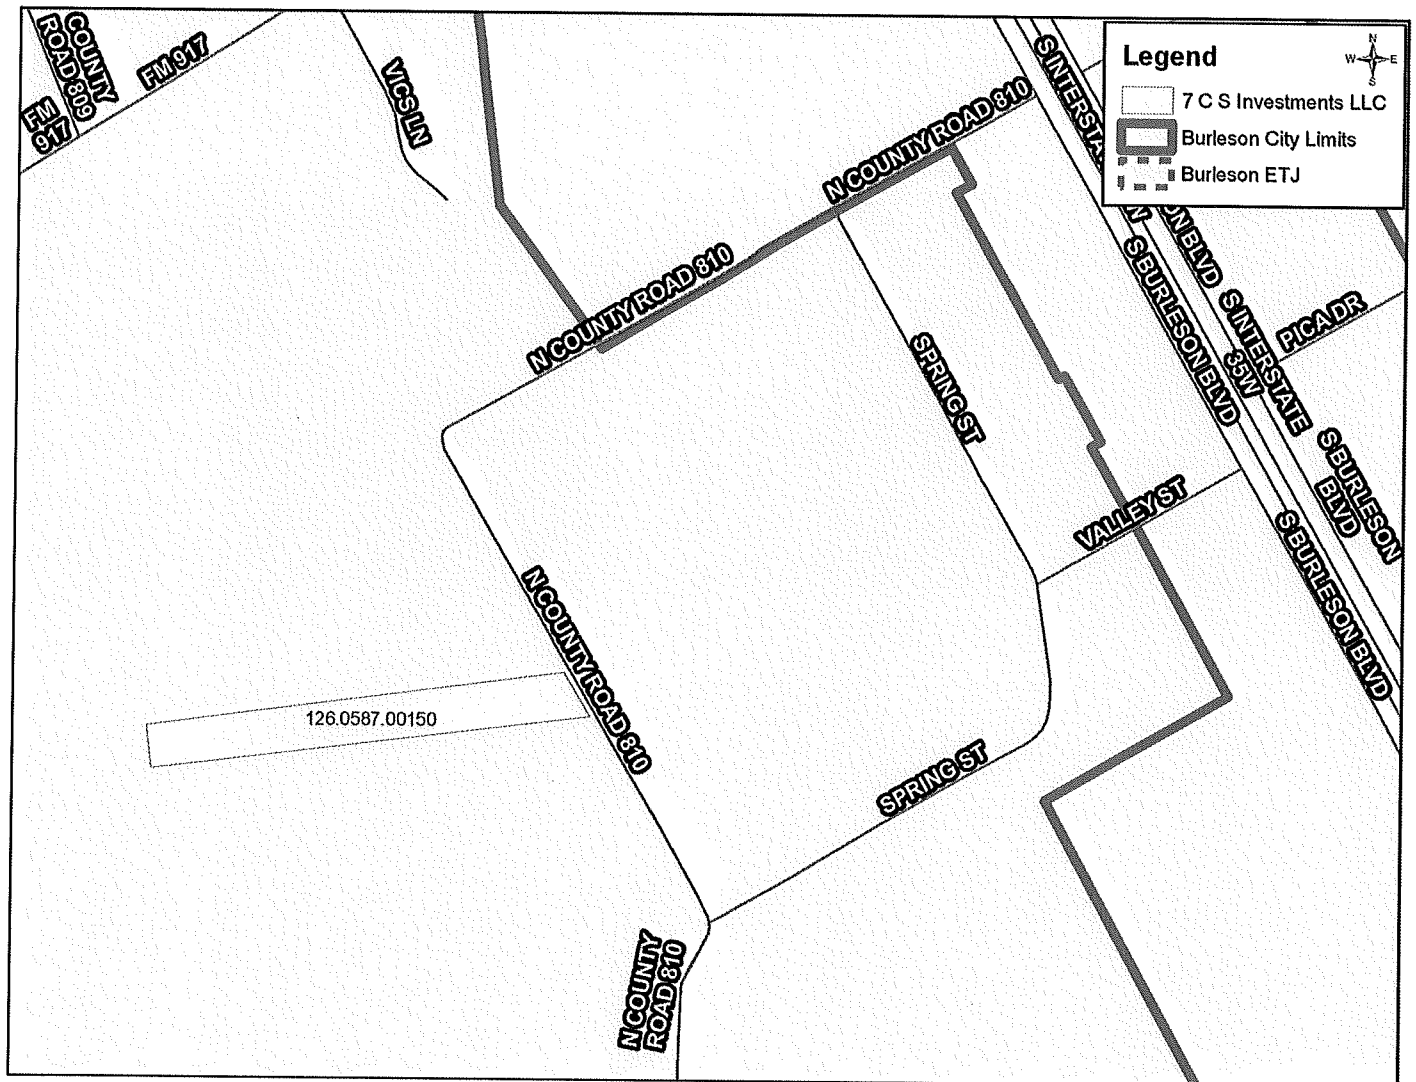 COUNTY
ROAD 809
FM 917
FM
917
VICS LN
N COUNTY ROAD 810
N COUNTY ROAD 810
S BURLESON BLVD
S INTERSTATE
35W
S BURLESON
BLVD
PICA DR
SPRING ST
VALLEY ST
S BURLESON BLVD
N COUNTY ROAD 810
126.0587.00150
SPRING ST
N COUNTY
ROAD 810
Legend
N
W
E
S
7 C S Investments LLC
Burleson City Limits
Burleson ETJ